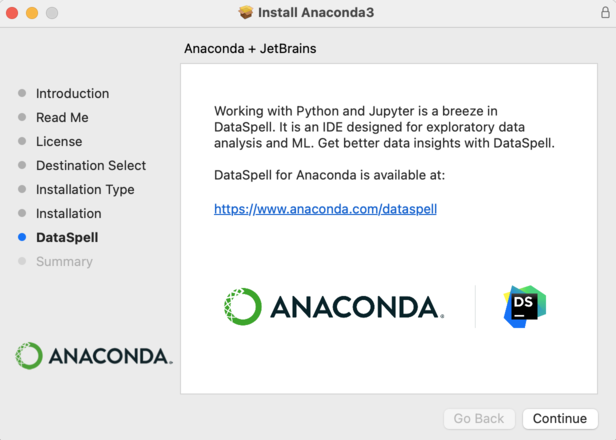 Install Anaconda3
Anaconda + JetBrains
Introduction
Read Me
License
Destination Select
Installation Type
Installation
DataSpell
Summary
Working with Python and Jupyter is a breeze in
DataSpell. It is an IDE designed for exploratory data
analysis and ML. Get better data insights with DataSpell.
DataSpell for Anaconda is available at:
https://www.anaconda.com/dataspell
ANACONDA.
DS
ANACONDA.
Go Back
Continue